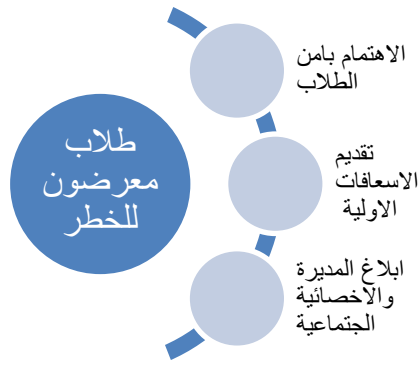 طلاب
معرضون
للخطر
الاهتمام بامن
الطلاب
تقديم
الاسعافات
الاولية
ابلاغ المديرة
والاخصائية
الجتماعية